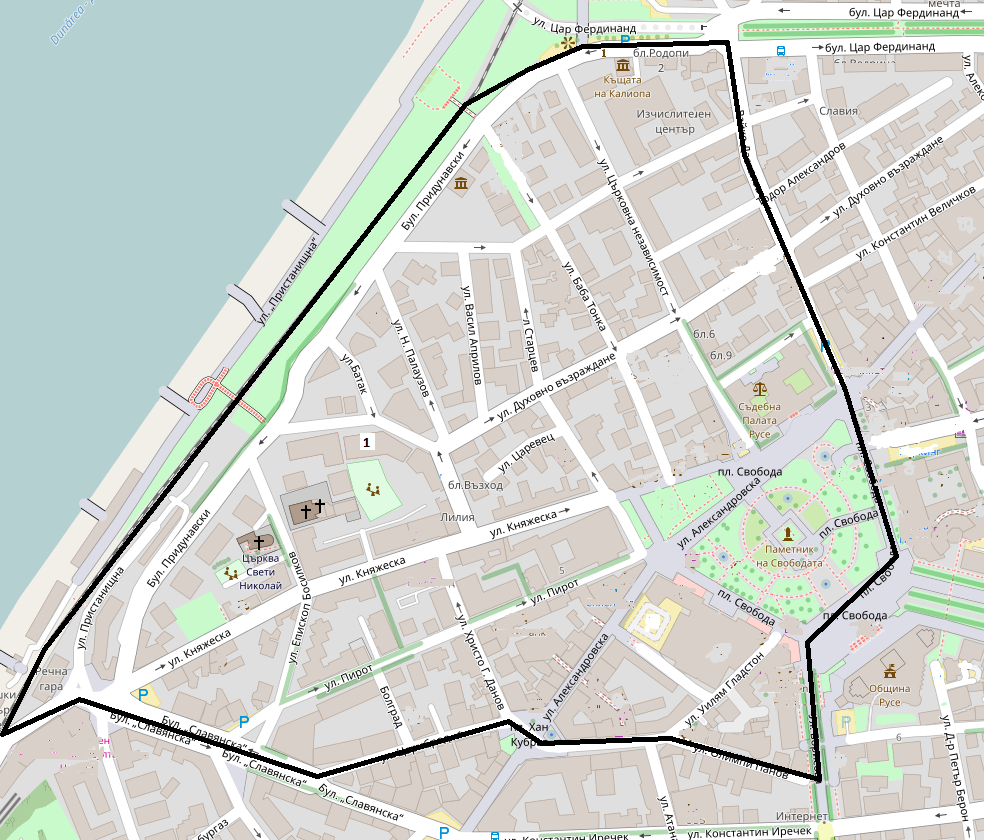 Dunărea -
ул. Цар Фердинанд
бул. Цар Фердинанд
мечта
P
1
бл.Родопи
2
бул. Цар Фердинанд
Къщата
на Калиопа
Изчислителен
център
Славия
Бул. Придунавски
ул. Църковна независимост
ул. Духовно възраждане
ул. Константин Величков
ул. „Пристанищна“
ул. Баба Тонка
ул. Васил Априлов
ул. Н. Палаузов
ул.Батак
бл.6
бл.9
ул. Духовно възраждане
Съдебна
Палата
Русе
1
ул. Царевец
бл.Възход
Лилия
ул. Княжеска
пл. Свобода
ул. Александровска
пл. Свобода
Паметник
на Свободата
Бул. Придунавски
Църква
Свети
Николай
ул. Княжеска
5
ул. Пирот
ул. Пристанищна
ул. Епископ Босилков
пл. Свобода
пл. Свобода
ул. Христо Г. Данов
ул. Княжеска
ул. Александровска
ул. Уилям Гладстон
Речна
гара
ул. Пирот
Болград
Община
Русе
P
P
P
6
Хан
ул. Д-р Петър Берон
Бул. „Славянска“
Бул. „Славянска“
Бул. „Славянска“
Бул. „Славянска“
Интернет
P
ул. Константин Иречек
ул. Константин Иречек